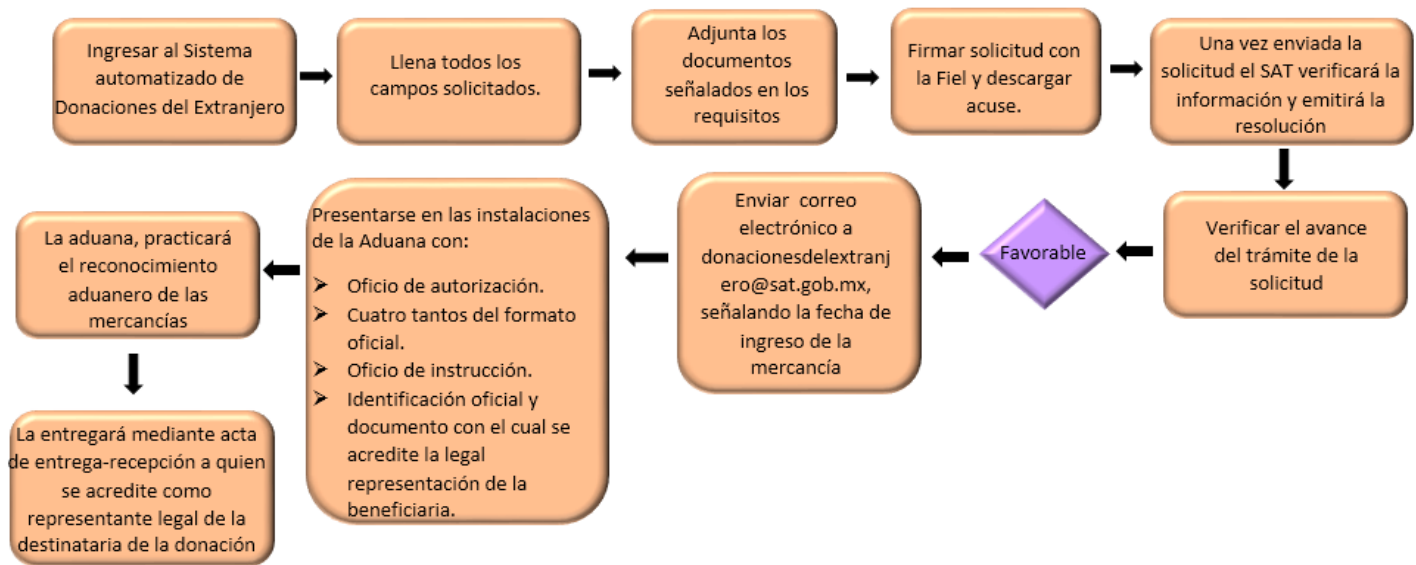 Ingresar al Sistema
automatizado de
Donaciones del Extranjero
Llena todos los
campos solicitados.
Adjunta los
documentos
señalados en los
requisitos
Firmar solicitud con
la Fiel y descargar
acuse.
Una vez enviada la
solicitud el SAT verificará la
información y emitirá la
resolución
Verificar el avance
del trámite de la
solicitud
Favorable
Enviar correo
electrónico a
donacionesdelextranj
ero@sat.gob.mx,
señalando la fecha de
ingreso de la
mercancía
Presentarse en las instalaciones
de la Aduana con:
➤ Oficio de autorización.
➤ Cuatro tantos del formato
oficial.
➤ Oficio de instrucción.
➤ Identificación oficial y
documento con el cual se
acredite la legal
representación de la
beneficiaria.
La aduana, practicará
el reconocimiento
aduanero de las
mercancías
La entregará mediante acta
de entrega-recepción a quien
se acredite como
representante legal de la
destinataria de la donación